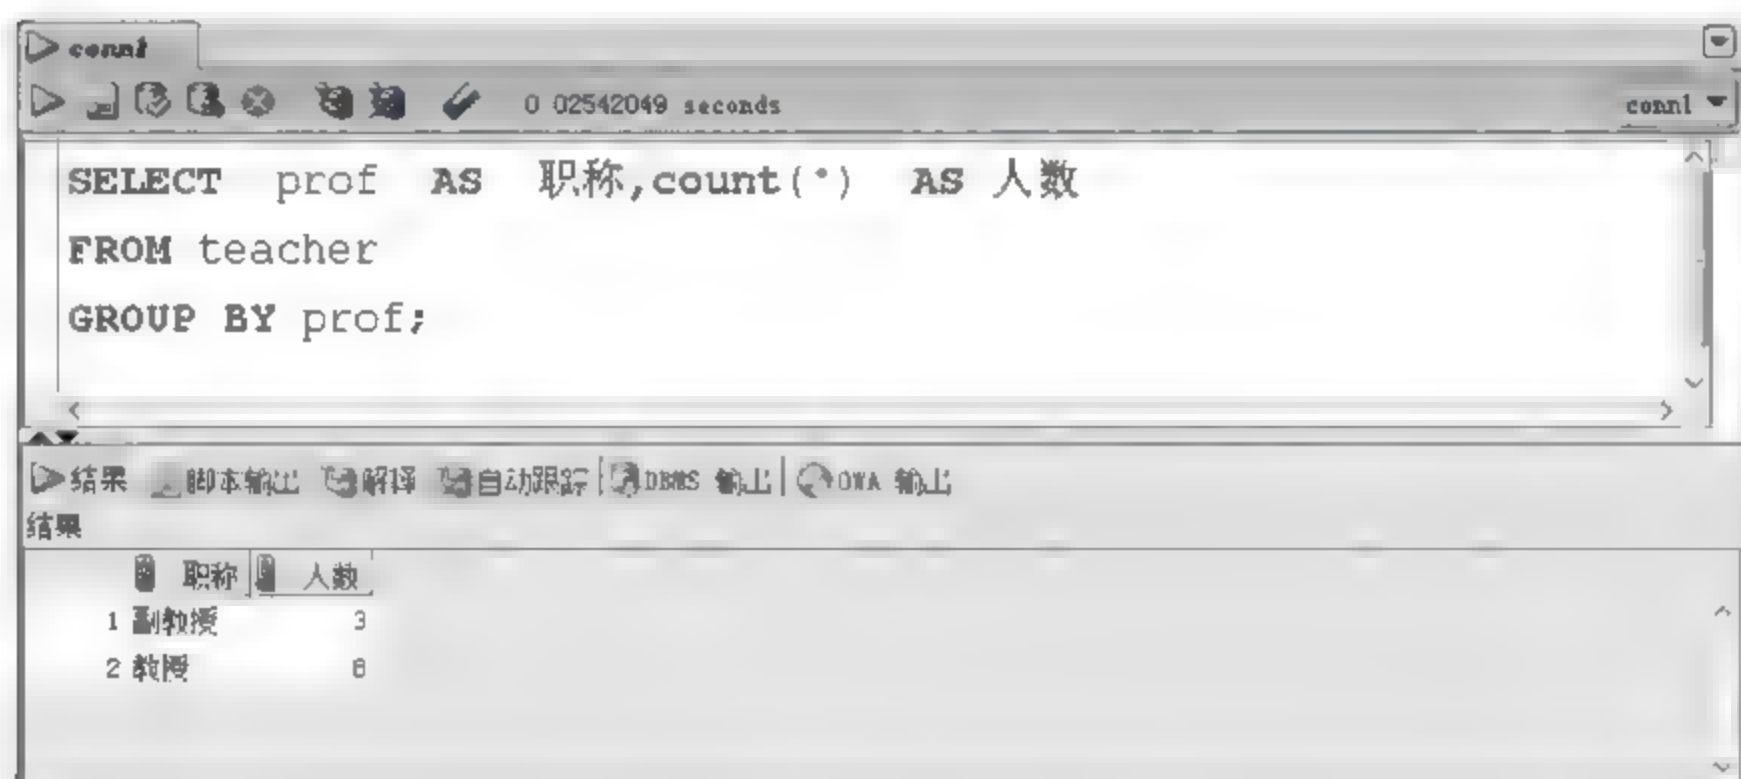 conn1
0 02542049 seconds conn1
SELECT prof AS 职称,count(*) AS 人数
FROM teacher
GROUP BY prof;
结果 脚本输出 解译 自动跟踪 DBMS 输出 OWA 输出
结果
职称 人数
1 副教授 3
2 教授